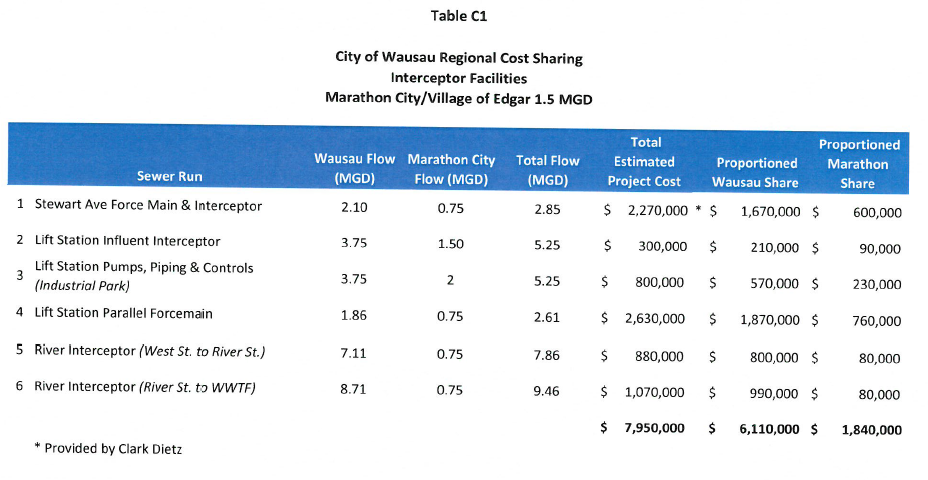 Table C1
City of Wausau Regional Cost Sharing
Interceptor Facilities
Marathon City/Village of Edgar 1.5 MGD
Sewer Run Wausau Flow (MGD) Marathon City Flow (MGD) Total Flow (MGD) Total Estimated Project Cost Proportioned Wausau Share Proportioned Marathon Share
1 Stewart Ave Force Main & Interceptor 2.10 0.75 2.85 $ 2,270,000 * $ 1,670,000 $ 600,000
2 Lift Station Influent Interceptor 3.75 1.50 5.25 $ 300,000 $ 210,000 $ 90,000
3 Lift Station Pumps, Piping & Controls (Industrial Park) 3.75 2 5.25 $ 800,000 $ 570,000 $ 230,000
4 Lift Station Parallel Forcemain 1.86 0.75 2.61 $ 2,630,000 $ 1,870,000 $ 760,000
5 River Interceptor (West St. to River St.) 7.11 0.75 7.86 $ 880,000 $ 800,000 $ 80,000
6 River Interceptor (River St. to WWTF) 8.71 0.75 9.46 $ 1,070,000 $ 990,000 $ 80,000
$ 7,950,000 $ 6,110,000 $ 1,840,000
* Provided by Clark Dietz